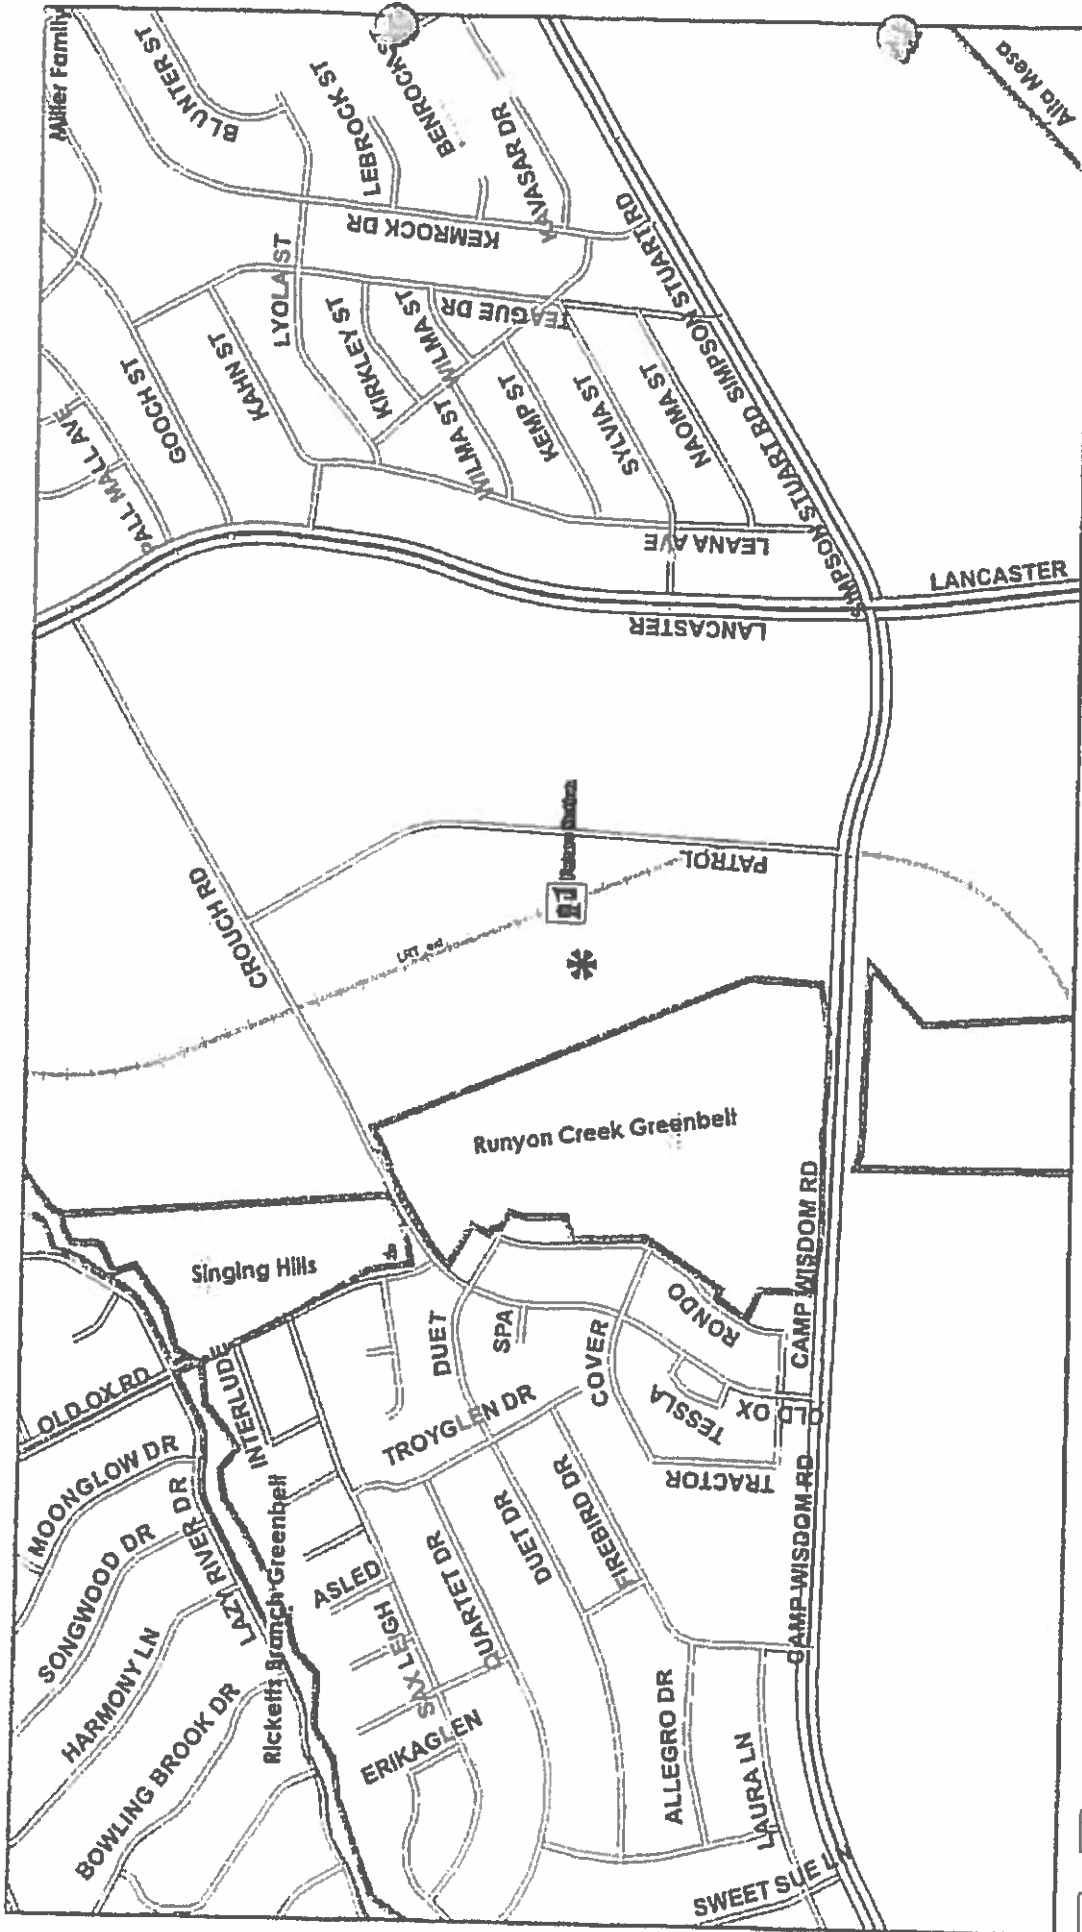 Miller Family
BLUNTER ST
LEBROCK ST
BENROCK ST
VAVASAR DR
Alta Mesa
KEMROCK DR
SIMPSON STUART RD
LYOLA ST
LEAGUE DR
KIRKLEY ST
WILMA ST
KAHN ST
GOOCH ST
PALL MALL AVE
WILMA ST
KEMP ST
SYLVIA ST
NAOMA ST
SIMPSON STUART RD
SIMPSON STUART RD
LEANA AVE
LANCASTER
LANCASTER
PATROL
CROUCH RD
LRT_ext
Runyon Creek Greenbelt
Singing Hills
CAMP WISDOM RD
DUET
SPA
COVER
RONDO
INTERLUDE
OLD OX RD
TROYGLEN DR
TESSLA
OLD OX
TRACTOR
MOONGLOW DR
LAZY RIVER DR
SONGWOOD DR
HARMONY LN
BOWLING BROOK DR
Ricketts Branch Greenbelt
ASLED
SAX LEIGH
QUARTET DR
DUET DR
FIREBIRD DR
CAMP WISDOM RD
ERIKAGLEN
ALLEGRO DR
LAURA LN
SWEET SUE LN